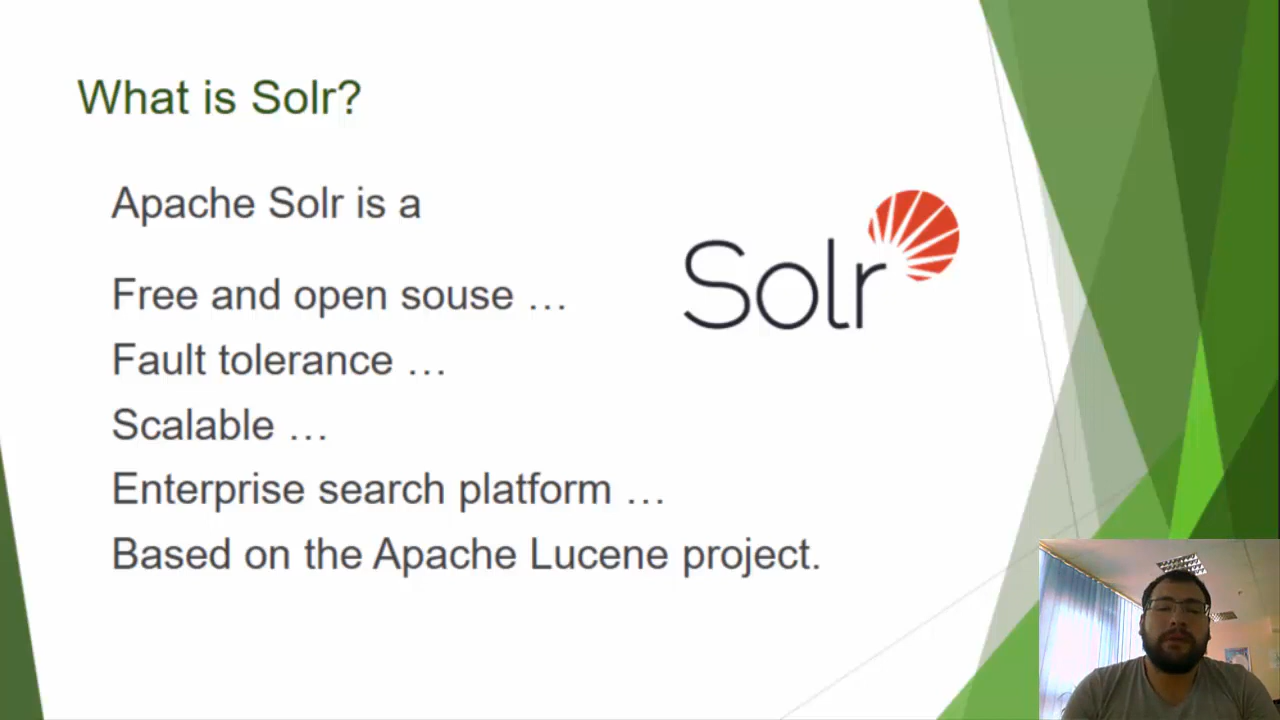 What is Solr?
Apache Solr is a
Solr
Free and open souse …
Fault tolerance …
Scalable …
Enterprise search platform …
Based on the Apache Lucene project.